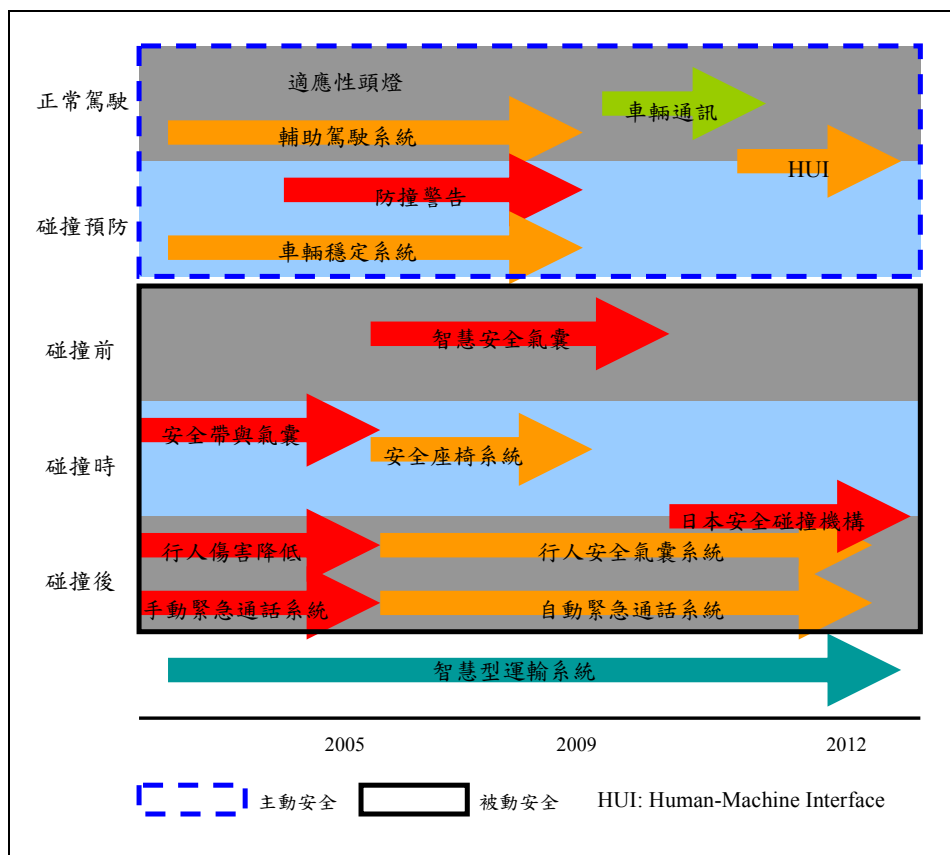 正常駕駛
適應性頭燈
車輛通訊
輔助駕駛系統
HUI
防撞警告
碰撞預防
車輛穩定系統
碰撞前
智慧安全氣囊
安全帶與氣囊
碰撞時
安全座椅系統
日本安全碰撞機構
行人傷害降低
行人安全氣囊系統
碰撞後
手動緊急通話系統
自動緊急通話系統
智慧型運輸系統
2005
2009
2012
主動安全
被動安全
HUI: Human-Machine Interface